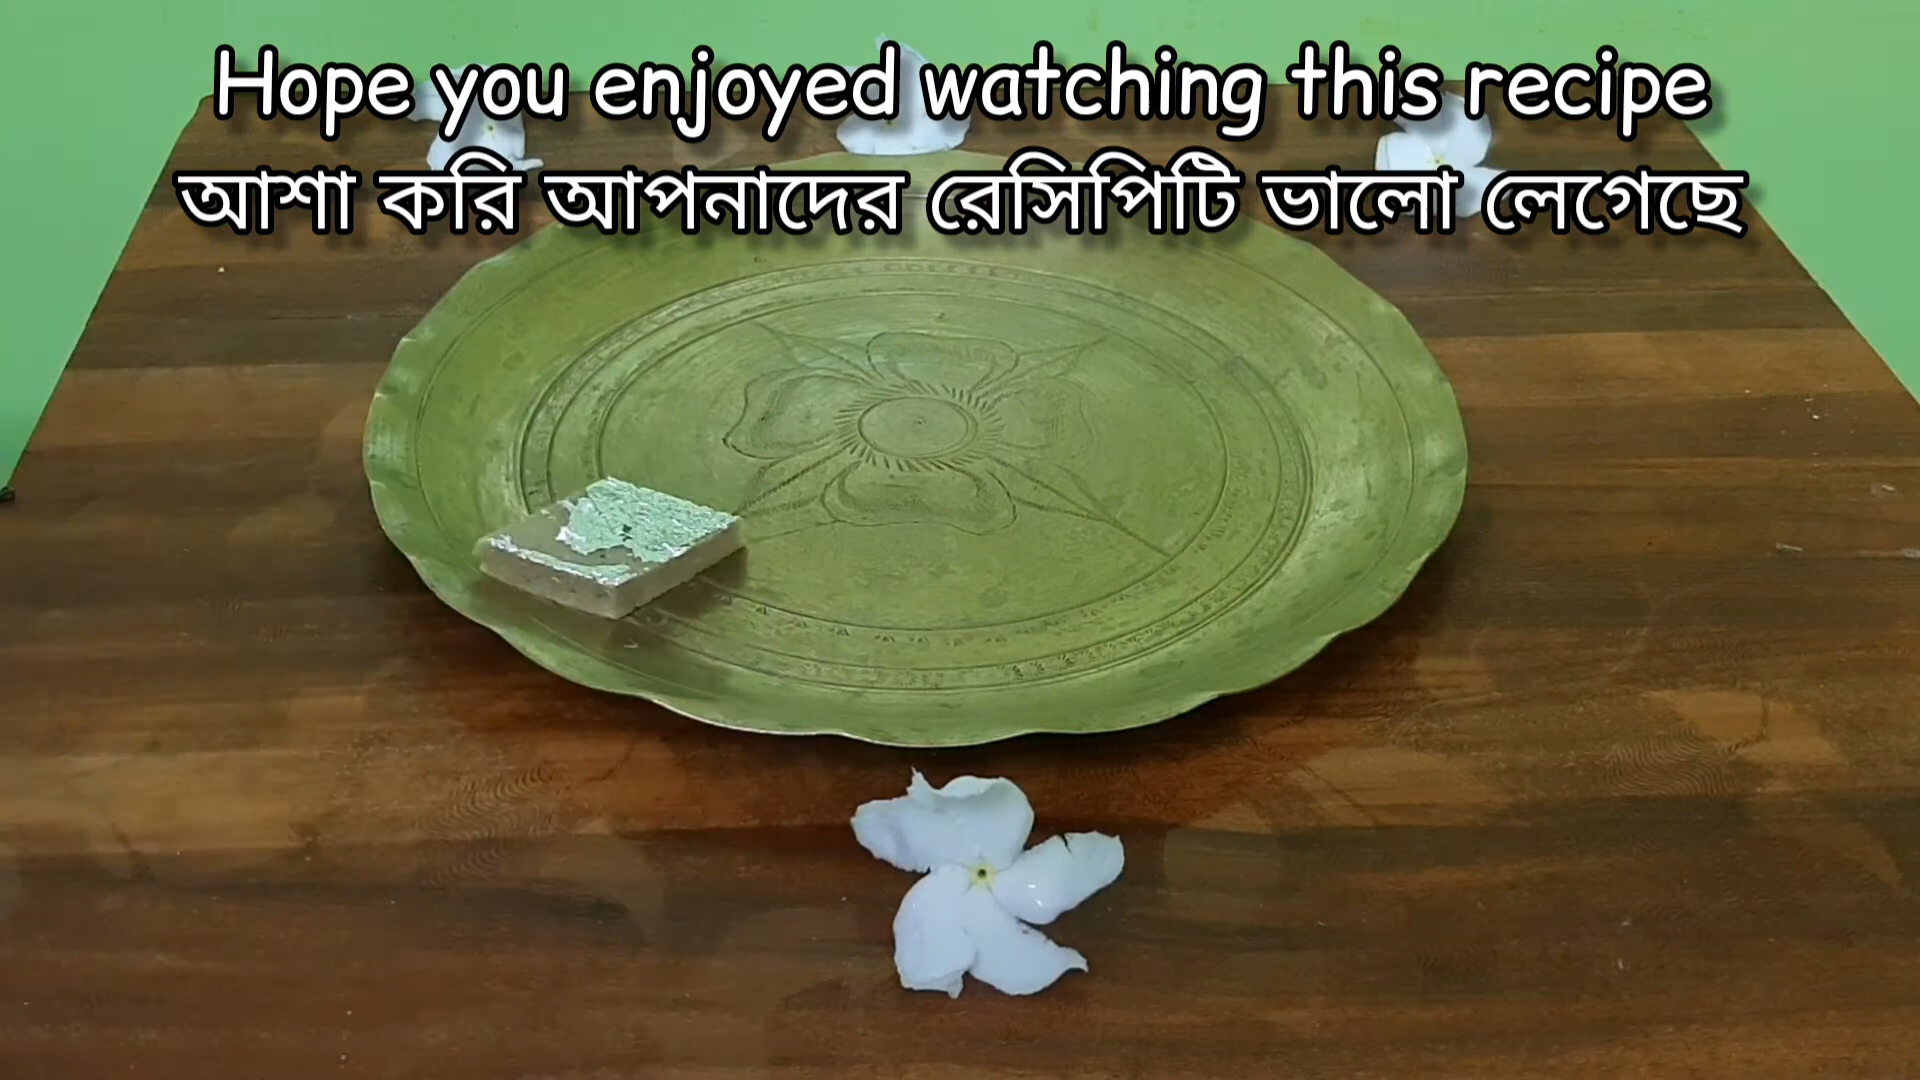 Hope you enjoyed watching this recipe
আশা করি আপনাদের রেসিপিটি ভালো লেগেছে